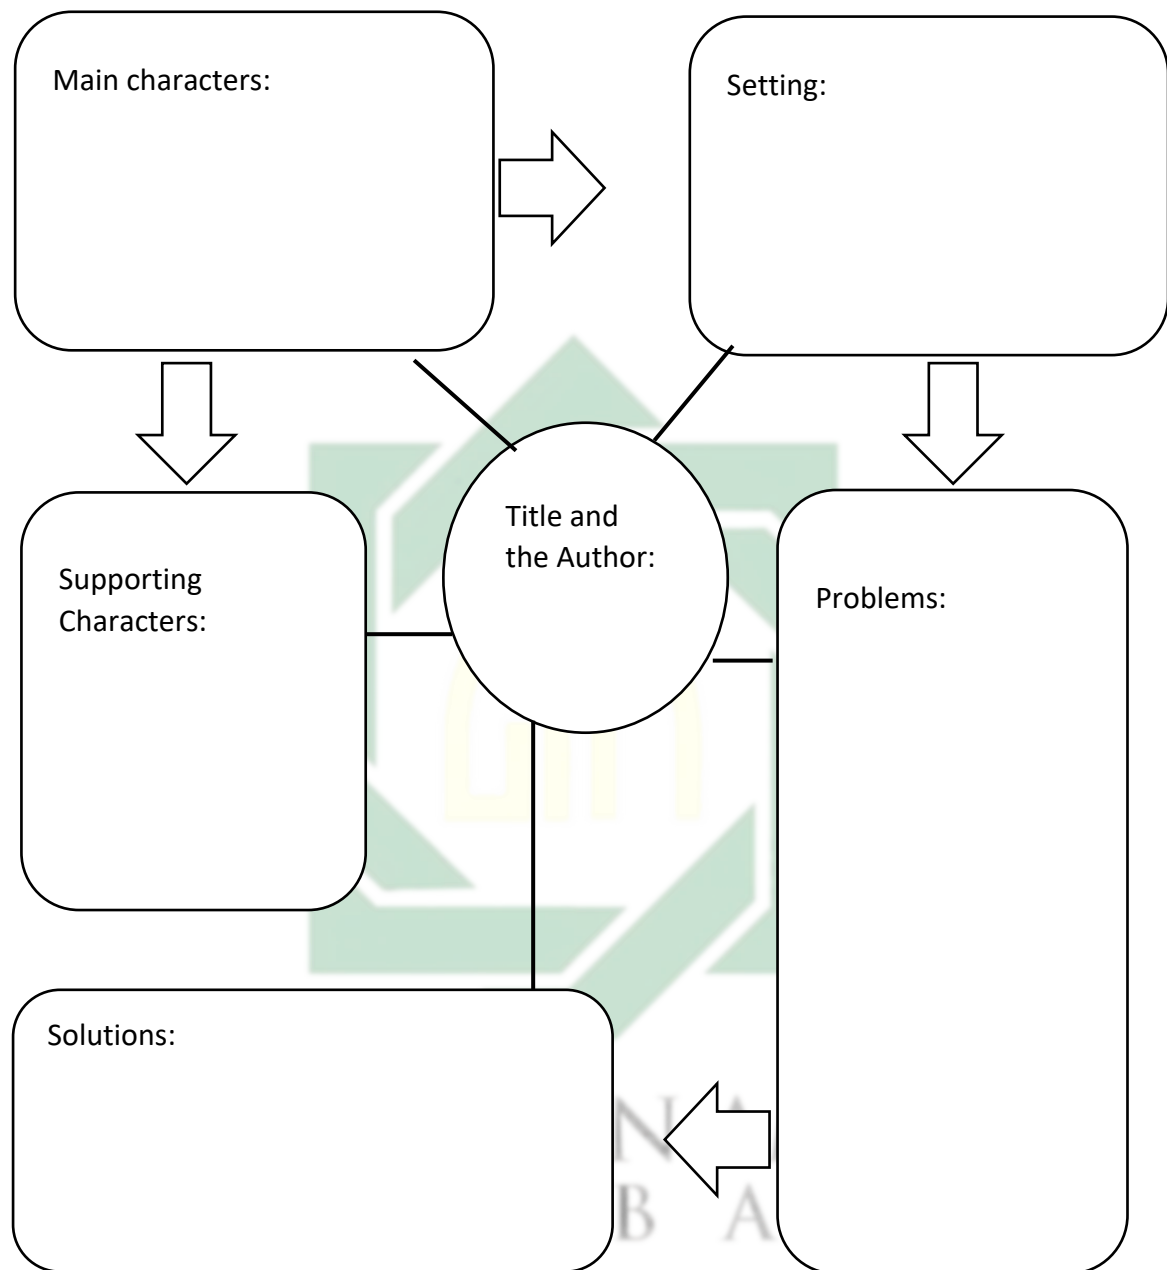 Main characters:
Setting:
Title and
the Author:
Supporting
Characters:
Problems:
Solutions:
N A
B A